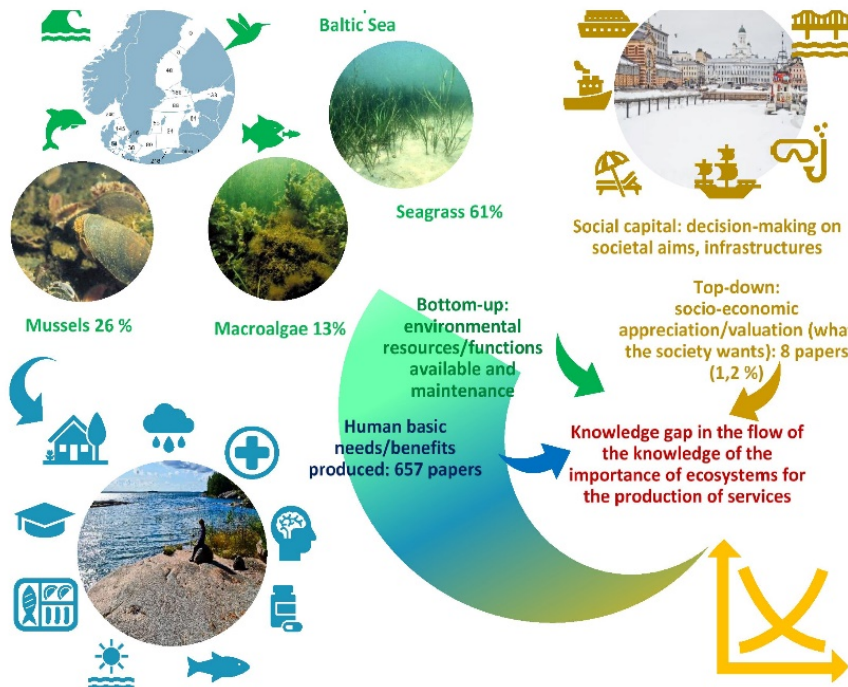 Baltic Sea
Seagrass 61%
Mussels 26 %
Macroalgae 13%
Social capital: decision-making on
societal aims, infrastructures
Top-down:
socio-economic
appreciation/valuation (wha
the society wants): 8 papers
(1,2 %)
Bottom-up:
environmental
resources/functions
available and
maintenance
Human basic
needs/benefits
produced: 657 papers
Knowledge gap in the flow of
the knowledge of the
importance of ecosystems for
the production of services